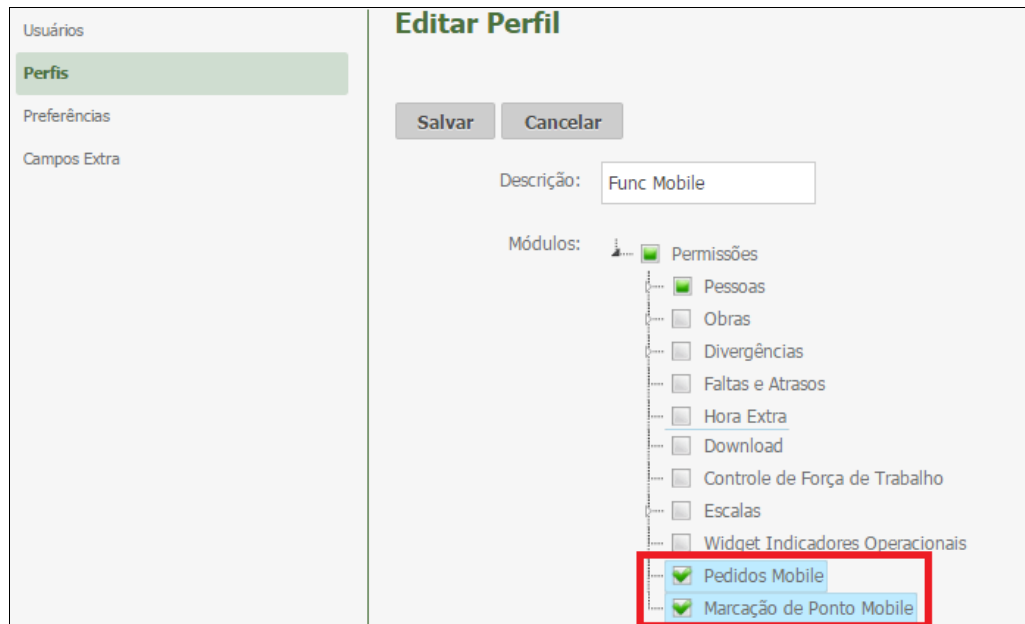 Usuários
Perfis
Preferências
Campos Extra
Editar Perfil
Salvar
Cancelar
Descrição:
Func Mobile
Módulos:
Permissões
Pessoas
Obras
Divergências
Faltas e Atrasos
Hora Extra
Download
Controle de Força de Trabalho
Escalas
Widget Indicadores Operacionais
Pedidos Mobile
Marcação de Ponto Mobile